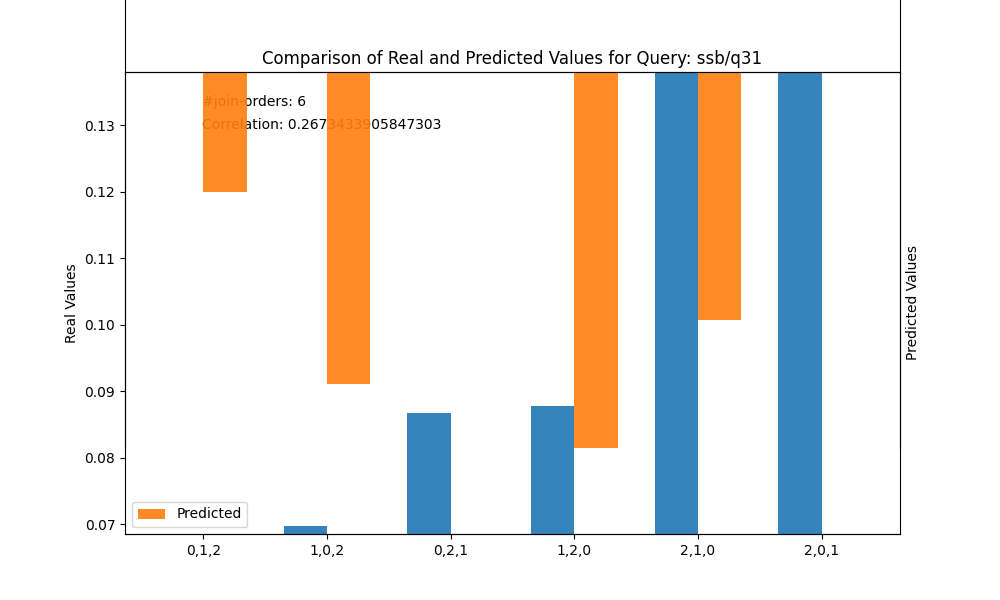 Comparison of Real and Predicted Values for Query: ssb/q31
#join-orders: 6
Correlation: 0.2673433905847303
0.13
0.12
0.11
0.10
0.09
0.08
0.07
Real Values
Predicted Values
Predicted
0,1,2
1,0,2
0,2,1
1,2,0
2,1,0
2,0,1